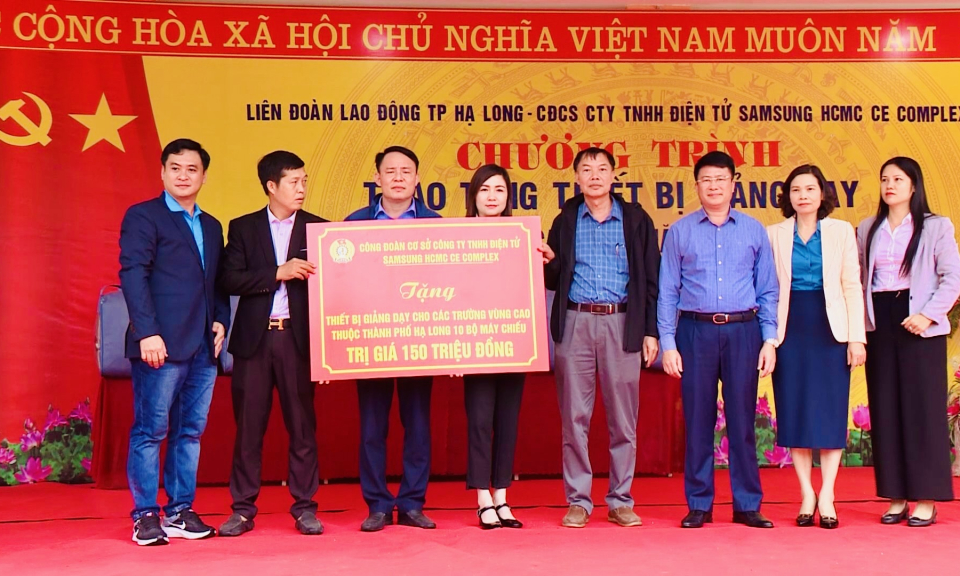 CỘNG HÒA XÃ HỘI CHỦ NGHĨA VIỆT NAM MUÔN NĂM
LIÊN ĐOÀN LAO ĐỘNG TP HẠ LONG - CĐCS CTY TNHH ĐIỆN TỬ SAMSUNG HCMC CE COMPLEX
CHƯƠNG TRÌNH
CÔNG ĐOÀN CƠ SỞ CÔNG TY TNHH ĐIỆN TỬ
SAMSUNG HCMC CE COMPLEX
Tặng
THIẾT BỊ GIẢNG DẠY CHO CÁC TRƯỜNG VÙNG CAO
THUỘC THÀNH PHỐ HẠ LONG 10 BỘ MÁY CHIẾU
TRỊ GIÁ 150 TRIỆU ĐỒNG